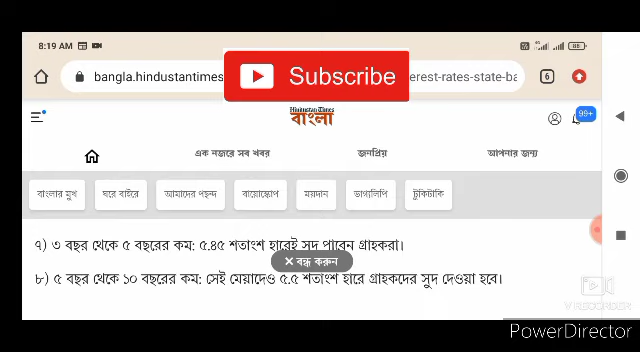 8:19 AM
88
bangla.hindustantimes
Subscribe
erest-rates-state-ba
6
Hindustan Times
বাংলা
99+
এক নজরে সব খবর
জনপ্রিয়
আপনার জন্য
বাংলার মুখ
ঘরে বাইরে
আমাদের পছন্দ
বায়োস্কোপ
ময়দান
ভাগ্যলিপি
টুকিটাকি
৭) ৩ বছর থেকে ৫ বছরের কম: ৫.৪৫ শতাংশ হারেই সুদ পাবেন গ্রাহকরা।
× বন্ধ করুন
৮) ৫ বছর থেকে ১০ বছরের কম: সেই মেয়াদেও ৫.৫ শতাংশ হারে গ্রাহকদের সুদ দেওয়া হবে।
VIDEORECORDER
PowerDirector